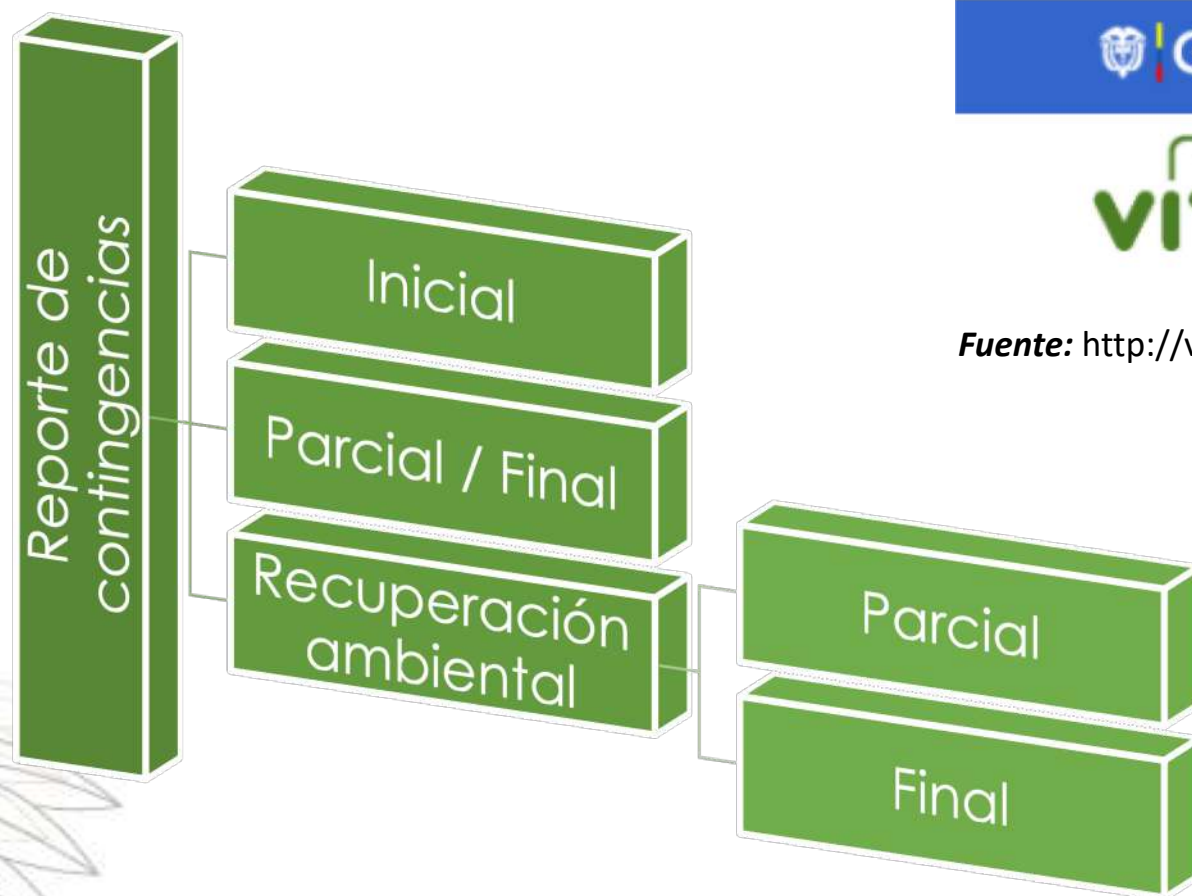 Reporte de
contingencias
Inicial
Parcial / Final
Recuperación
ambiental
Parcial
Final
Fuente: http://v